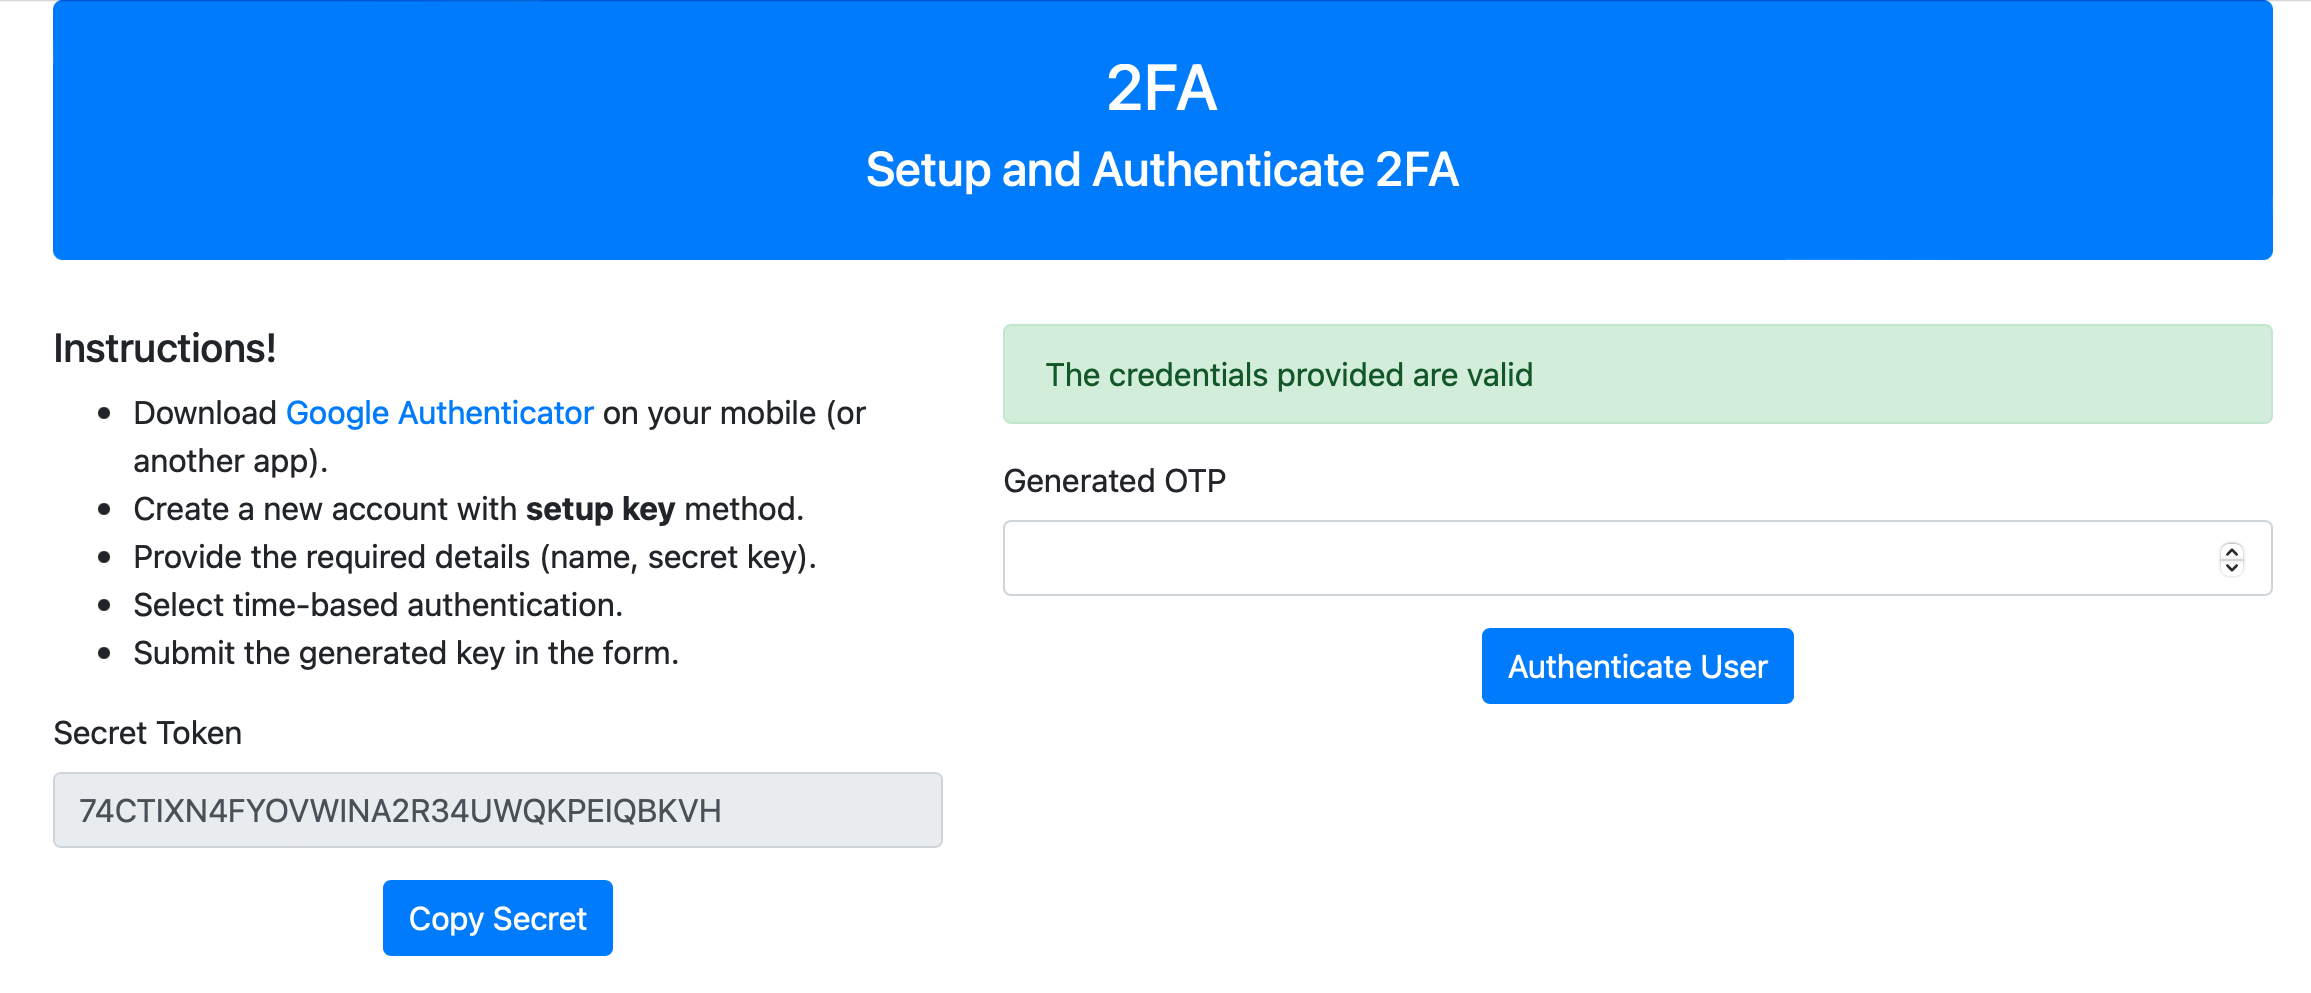 2FA
Setup and Authenticate 2FA
Instructions!
Download Google Authenticator on your mobile (or
another app).
Create a new account with setup key method.
Provide the required details (name, secret key).
Select time-based authentication.
Submit the generated key in the form.
Secret Token
74CTIXN4FYOVWINA2R34UWQKPEIQBKVH
Copy Secret
The credentials provided are valid
Generated OTP
Authenticate User